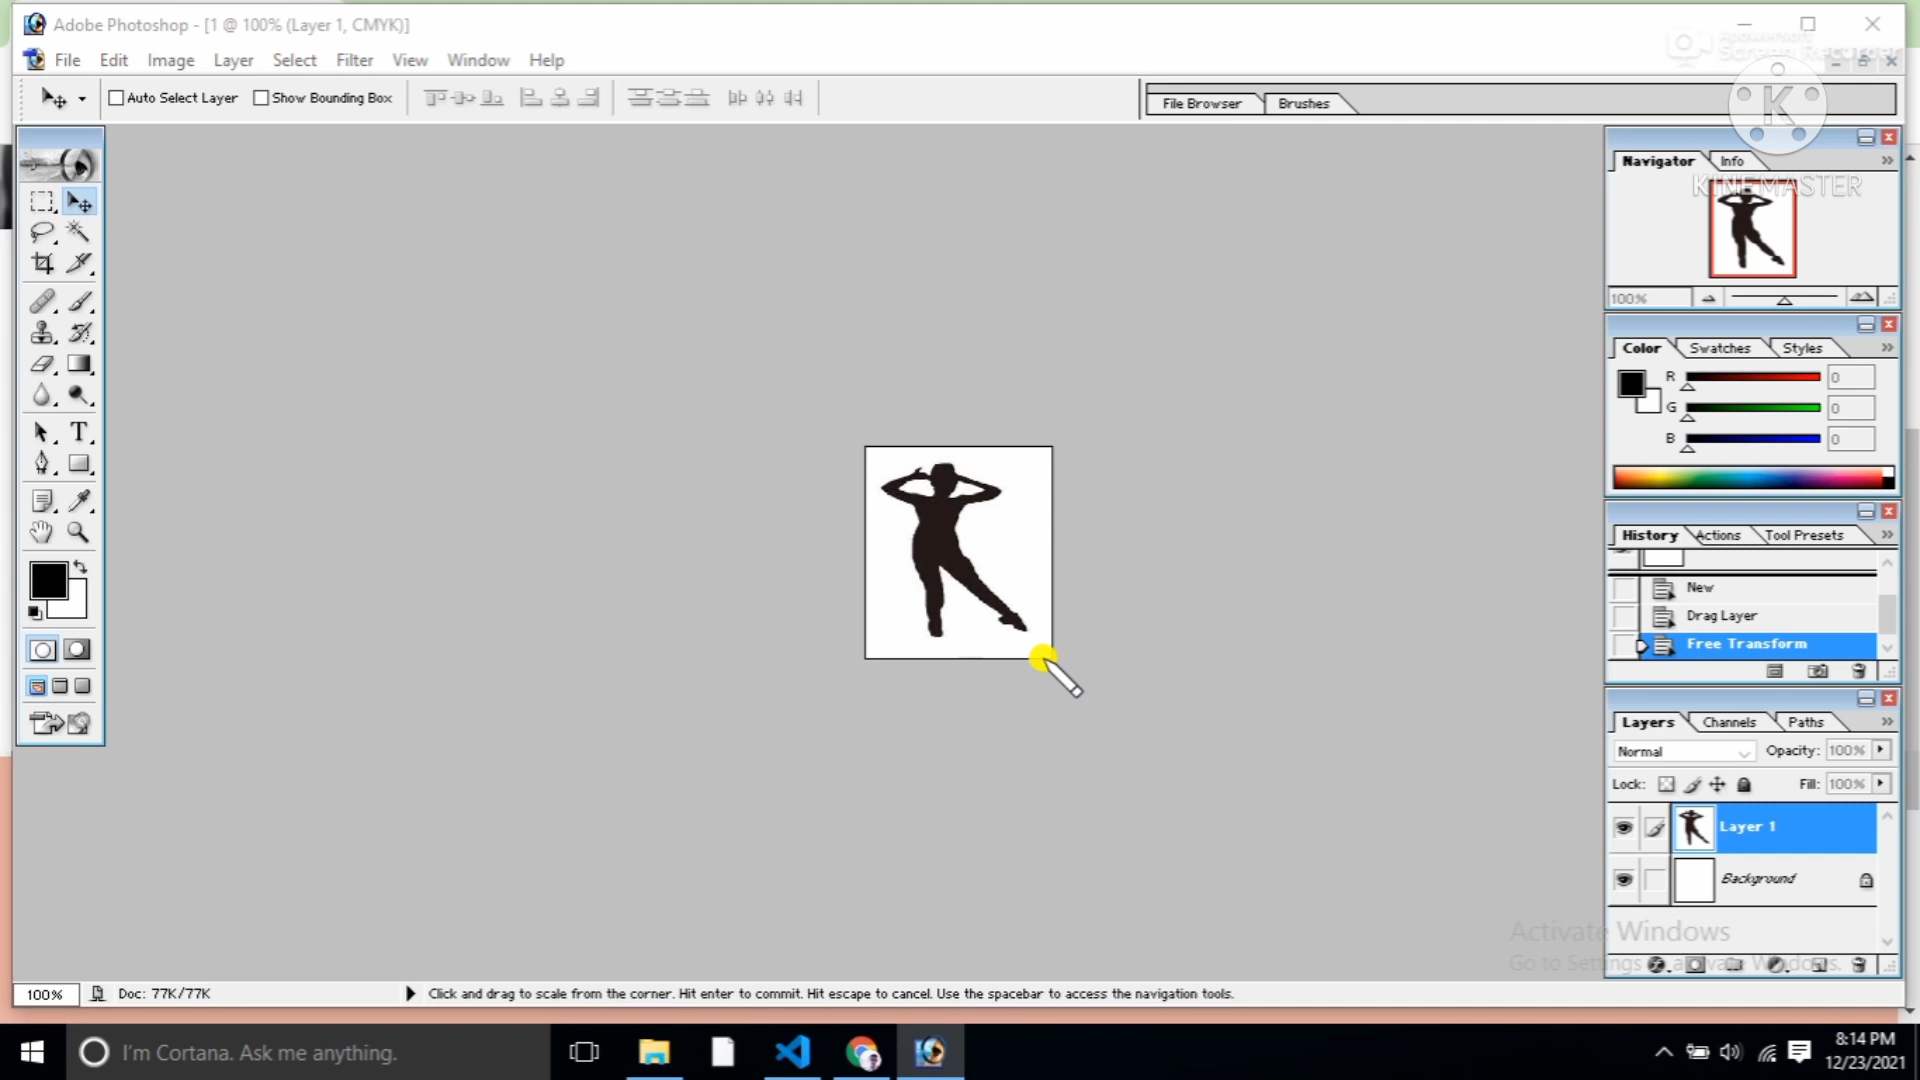 Adobe Photoshop - [1 @ 100% (Layer 1, CMYK)]
Apowersoft
Screen Recorder
File Edit Image Layer Select Filter View Window Help
Auto Select Layer Show Bounding Box
File Browser Brushes
K
KINEMASTER
Navigator Info
100%
Color Swatches Styles
R 0
G 0
B 0
History Actions Tool Presets
New
Drag Layer
Free Transform
T
Layers Channels Paths
Normal Opacity: 100%
Lock: Fill: 100%
Layer 1
Background
Activate Windows
Go to Settings to activate Windows.
100% Doc: 77K/77K Click and drag to scale from the corner. Hit enter to commit. Hit escape to cancel. Use the spacebar to access the navigation tools.
I'm Cortana. Ask me anything.
8:14 PM
12/23/2021